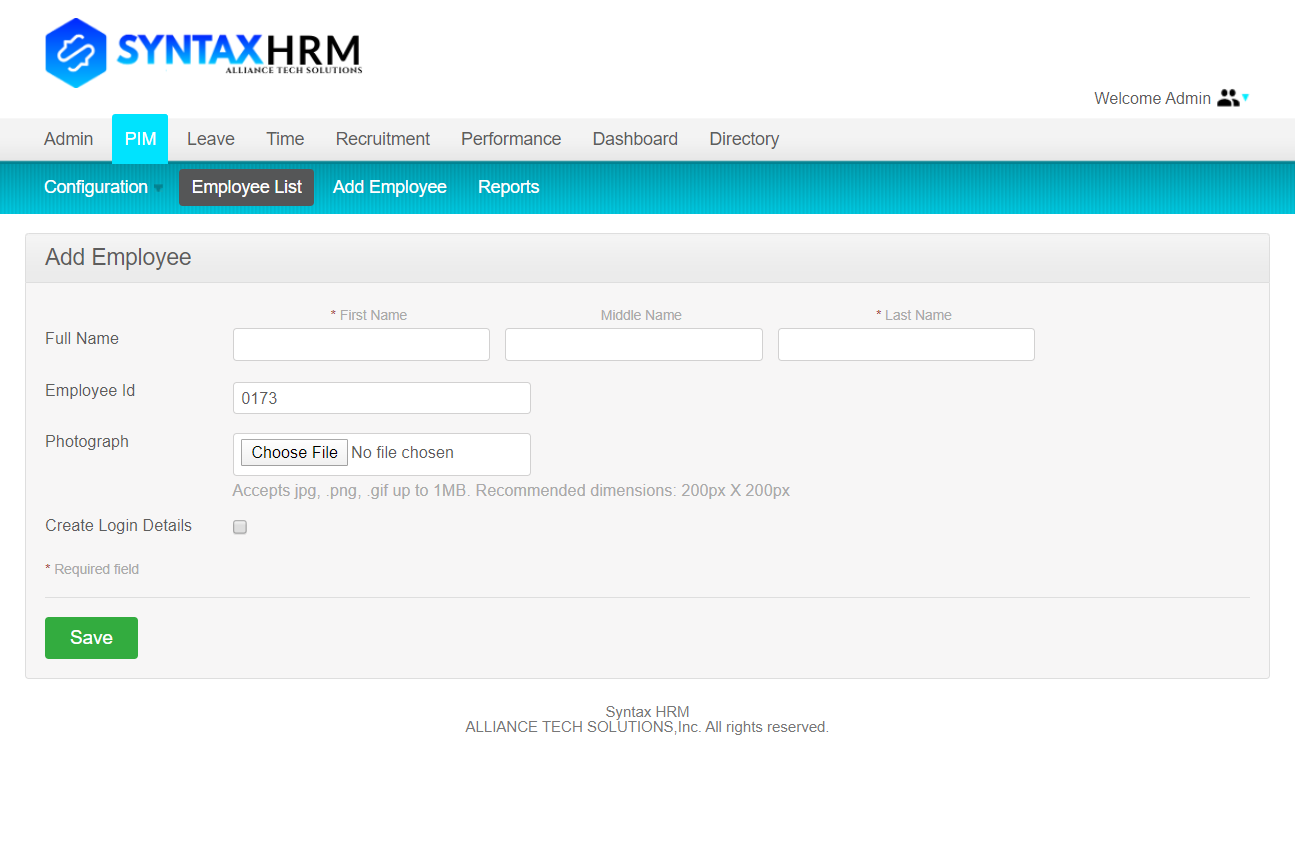 SYNTAXHRM
ALLIANCE TECH SOLUTIONS
Welcome Admin
Admin PIM Leave Time Recruitment Performance Dashboard Directory
Configuration Employee List Add Employee Reports
Add Employee
* First Name Middle Name * Last Name
Full Name
Employee Id 0173
Photograph Choose File No file chosen
Accepts jpg, .png, .gif up to 1MB. Recommended dimensions: 200px X 200px
Create Login Details
* Required field
Save
Syntax HRM
ALLIANCE TECH SOLUTIONS,Inc. All rights reserved.